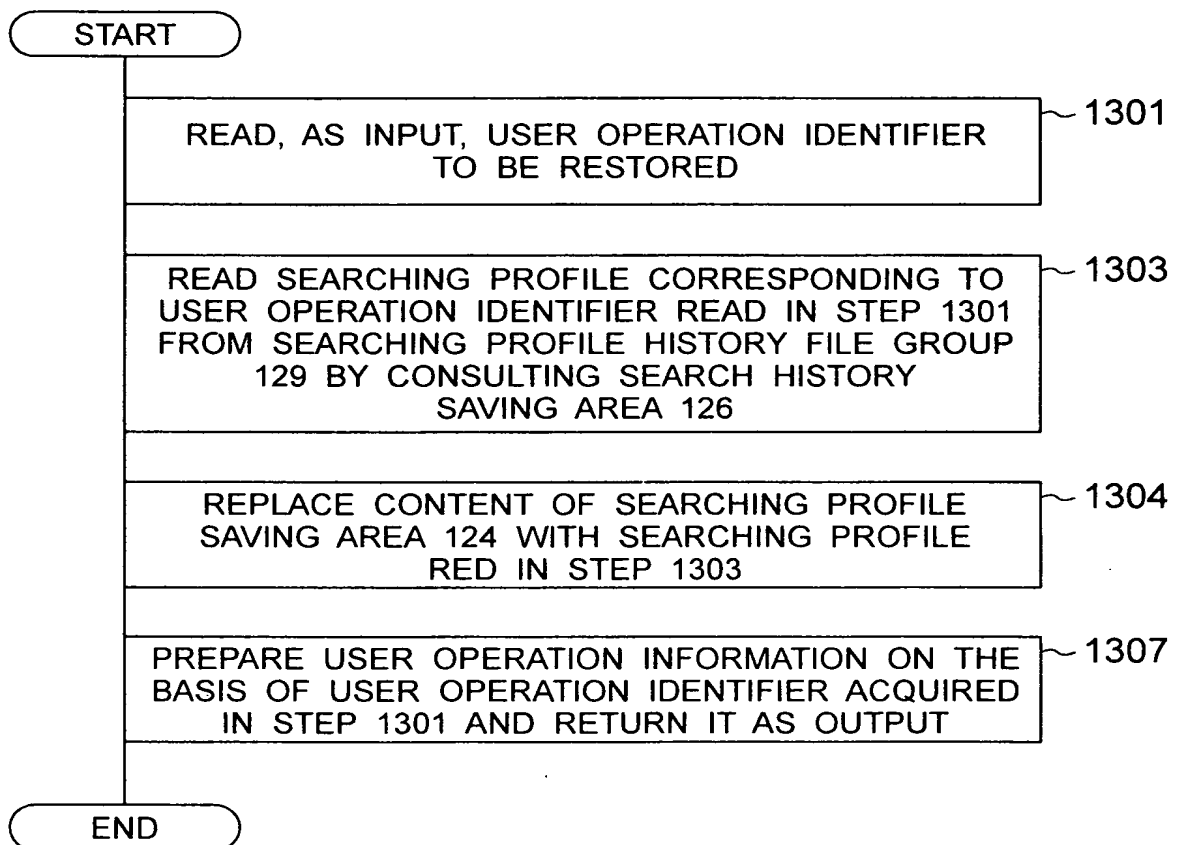 START
READ, AS INPUT, USER OPERATION IDENTIFIER
TO BE RESTORED
1301
READ SEARCHING PROFILE CORRESPONDING TO
USER OPERATION IDENTIFIER READ IN STEP 1301
FROM SEARCHING PROFILE HISTORY FILE GROUP
129 BY CONSULTING SEARCH HISTORY
SAVING AREA 126
1303
REPLACE CONTENT OF SEARCHING PROFILE
SAVING AREA 124 WITH SEARCHING PROFILE
RED IN STEP 1303
1304
PREPARE USER OPERATION INFORMATION ON THE
BASIS OF USER OPERATION IDENTIFIER ACQUIRED
IN STEP 1301 AND RETURN IT AS OUTPUT
1307
END